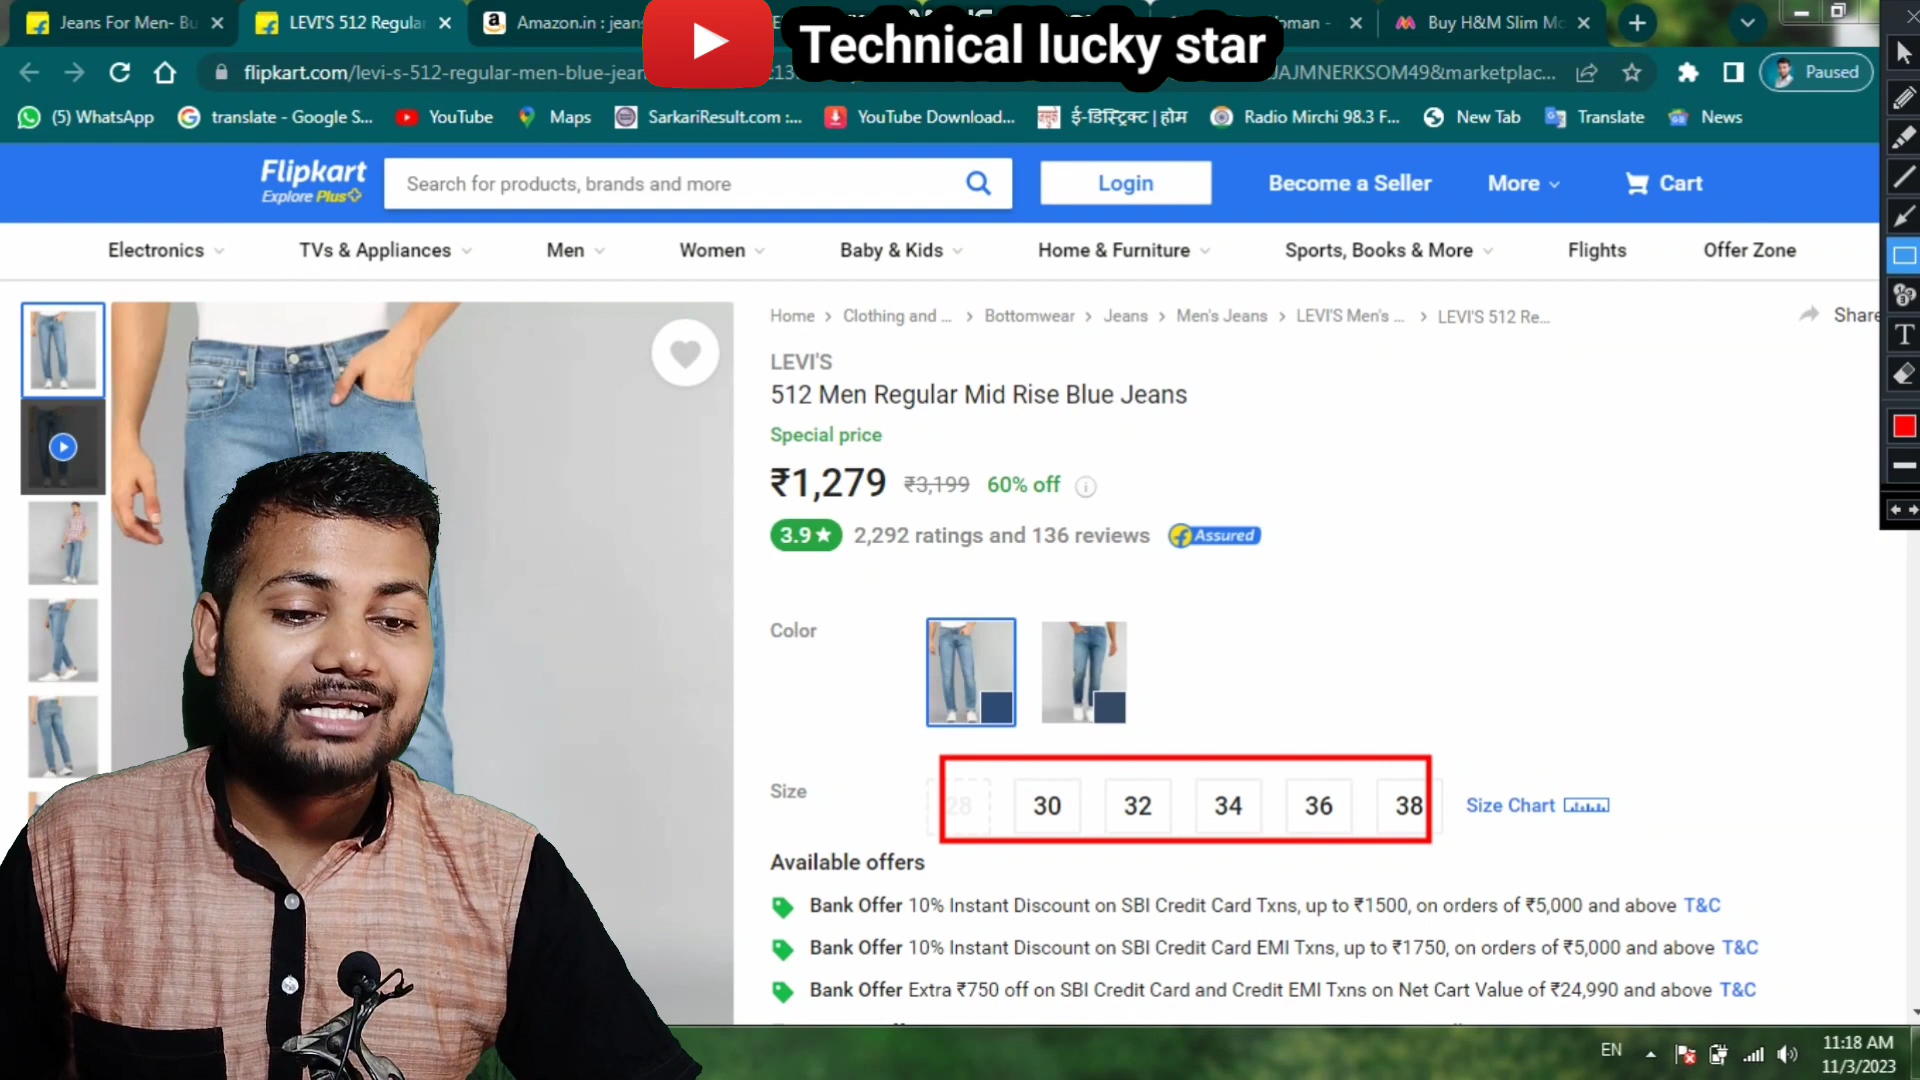 Jeans For Men- Bu
LEVI'S 512 Regular
Amazon.in : jean
oman -
Buy H&M Slim Mo
Technical lucky star
flipkart.com/levi-s-512-regular-men-blue-jean
JAJMNERKSOM49&marketplac...
Paused
(5) WhatsApp
translate - Google S...
YouTube
Maps
SarkariResult.com :...
YouTube Download...
ई-डिस्ट्रिक्ट | होम
Radio Mirchi 98.3 F...
New Tab
Translate
News
Flipkart
Explore Plus
Search for products, brands and more
Login
Become a Seller
More
Cart
Electronics
TVs & Appliances
Men
Women
Baby & Kids
Home & Furniture
Sports, Books & More
Flights
Offer Zone
Home > Clothing and ... > Bottomwear > Jeans > Men's Jeans > LEVI'S Men's ... > LEVI'S 512 Re...
Share
LEVI'S
512 Men Regular Mid Rise Blue Jeans
Special price
₹1,279 ₹3,199 60% off
3.9★ 2,292 ratings and 136 reviews Assured
Color
Size
28 30 32 34 36 38
Size Chart
Available offers
Bank Offer 10% Instant Discount on SBI Credit Card Txns, up to ₹1500, on orders of ₹5,000 and above T&C
Bank Offer 10% Instant Discount on SBI Credit Card EMI Txns, up to ₹1750, on orders of ₹5,000 and above T&C
Bank Offer Extra ₹750 off on SBI Credit Card and Credit EMI Txns on Net Cart Value of ₹24,990 and above T&C
EN
11:18 AM
11/3/2023